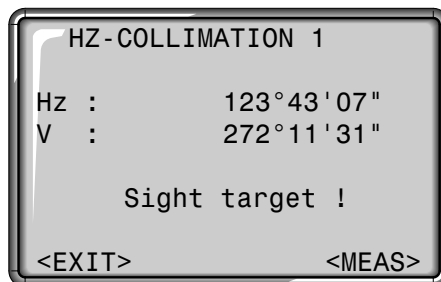 HZ-COLLIMATION 1
Hz : 123°43'07"
V : 272°11'31"
Sight target !
<EXIT> <MEAS>